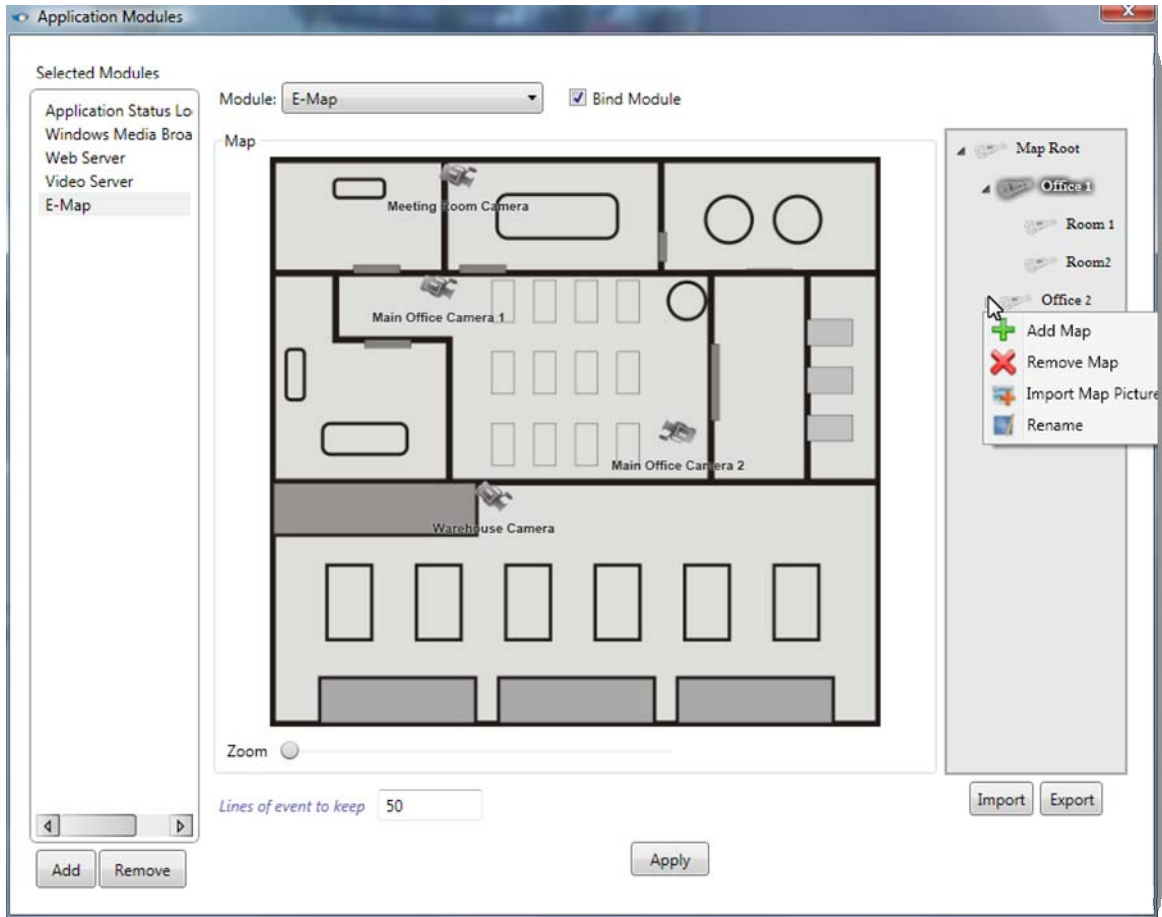 Application Modules
X
Selected Modules
Application Status Lo
Windows Media Broa
Web Server
Video Server
E-Map
Module: E-Map
Bind Module
Map
Meeting Room Camera
Main Office Camera 1
Main Office Camera 2
Warehouse Camera
Zoom
Lines of event to keep 50
Map Root
Office 1
Room 1
Room2
Office 2
Add Map
Remove Map
Import Map Picture
Rename
Import Export
Add Remove
Apply